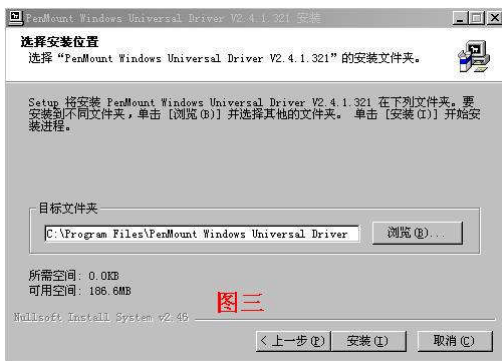 PenMount Windows Universal Driver V2.4.1.321 安装
选择安装位置
选择 “PenMount Windows Universal Driver V2.4.1.321” 的安装文件夹。
Setup 将安装 PenMount Windows Universal Driver V2.4.1.321 在下列文件夹。要
安装到不同文件夹，单击 [浏览(B)] 并选择其他的文件夹。 单击 [安装(I)] 开始安
装进程。
目标文件夹
C:\Program Files\PenMount Windows Universal Driver
浏览(B)...
所需空间: 0.0KB
可用空间: 186.6MB
图三
Nullsoft Install System v2.46
< 上一步(P)
安装(I)
取消(C)